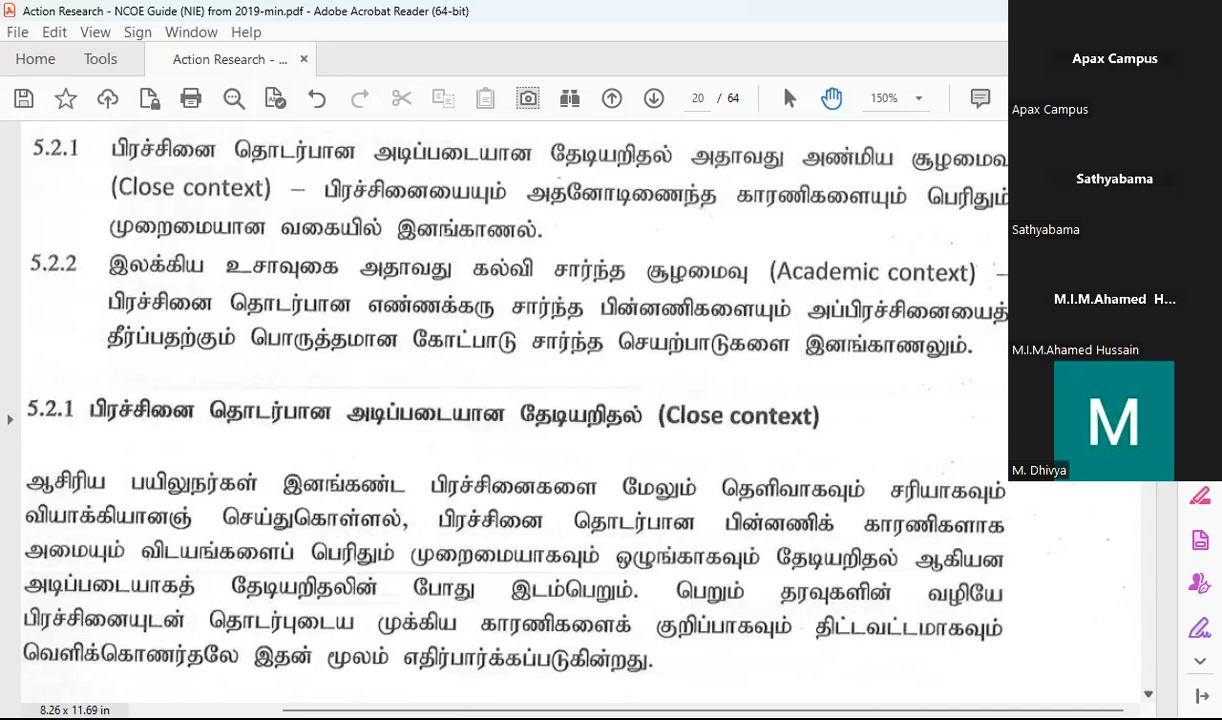 Action Research - NCOE Guide (NIE) from 2019-min.pdf - Adobe Acrobat Reader (64-bit)
File Edit View Sign Window Help
Home Tools Action Research - ... ×
20 / 64 150%
5.2.1 பிரச்சினை தொடர்பான அடிப்படையான தேடியறிதல் அதாவது அண்மிய சூழமைவு
(Close context) – பிரச்சினையையும் அதனோடிணைந்த காரணிகளையும் பெரிதும்
முறைமையான வகையில் இனங்காணல்.
5.2.2 இலக்கிய உசாவுகை அதாவது கல்வி சார்ந்த சூழமைவு (Academic context) –
பிரச்சினை தொடர்பான எண்ணக்கரு சார்ந்த பின்னணிகளையும் அப்பிரச்சினையைத்
தீர்ப்பதற்கும் பொருத்தமான கோட்பாடு சார்ந்த செயற்பாடுகளை இனங்காணலும்.
5.2.1 பிரச்சினை தொடர்பான அடிப்படையான தேடியறிதல் (Close context)
ஆசிரிய பயிலுநர்கள் இனங்கண்ட பிரச்சினைகளை மேலும் தெளிவாகவும் சரியாகவும்
வியாக்கியானஞ் செய்துகொள்ளல், பிரச்சினை தொடர்பான பின்னணிக் காரணிகளாக
அமையும் விடயங்களைப் பெரிதும் முறைமையாகவும் ஒழுங்காகவும் தேடியறிதல் ஆகியன
அடிப்படையாகத் தேடியறிதலின் போது இடம்பெறும். பெறும் தரவுகளின் வழியே
பிரச்சினையுடன் தொடர்புடைய முக்கிய காரணிகளைக் குறிப்பாகவும் திட்டவட்டமாகவும்
வெளிக்கொணர்தலே இதன் மூலம் எதிர்பார்க்கப்படுகின்றது.
8.26 x 11.69 in
Apax Campus
Apax Campus
Sathyabama
Sathyabama
M.I.M.Ahamed H...
M.I.M.Ahamed Hussain
M
M. Dhivya